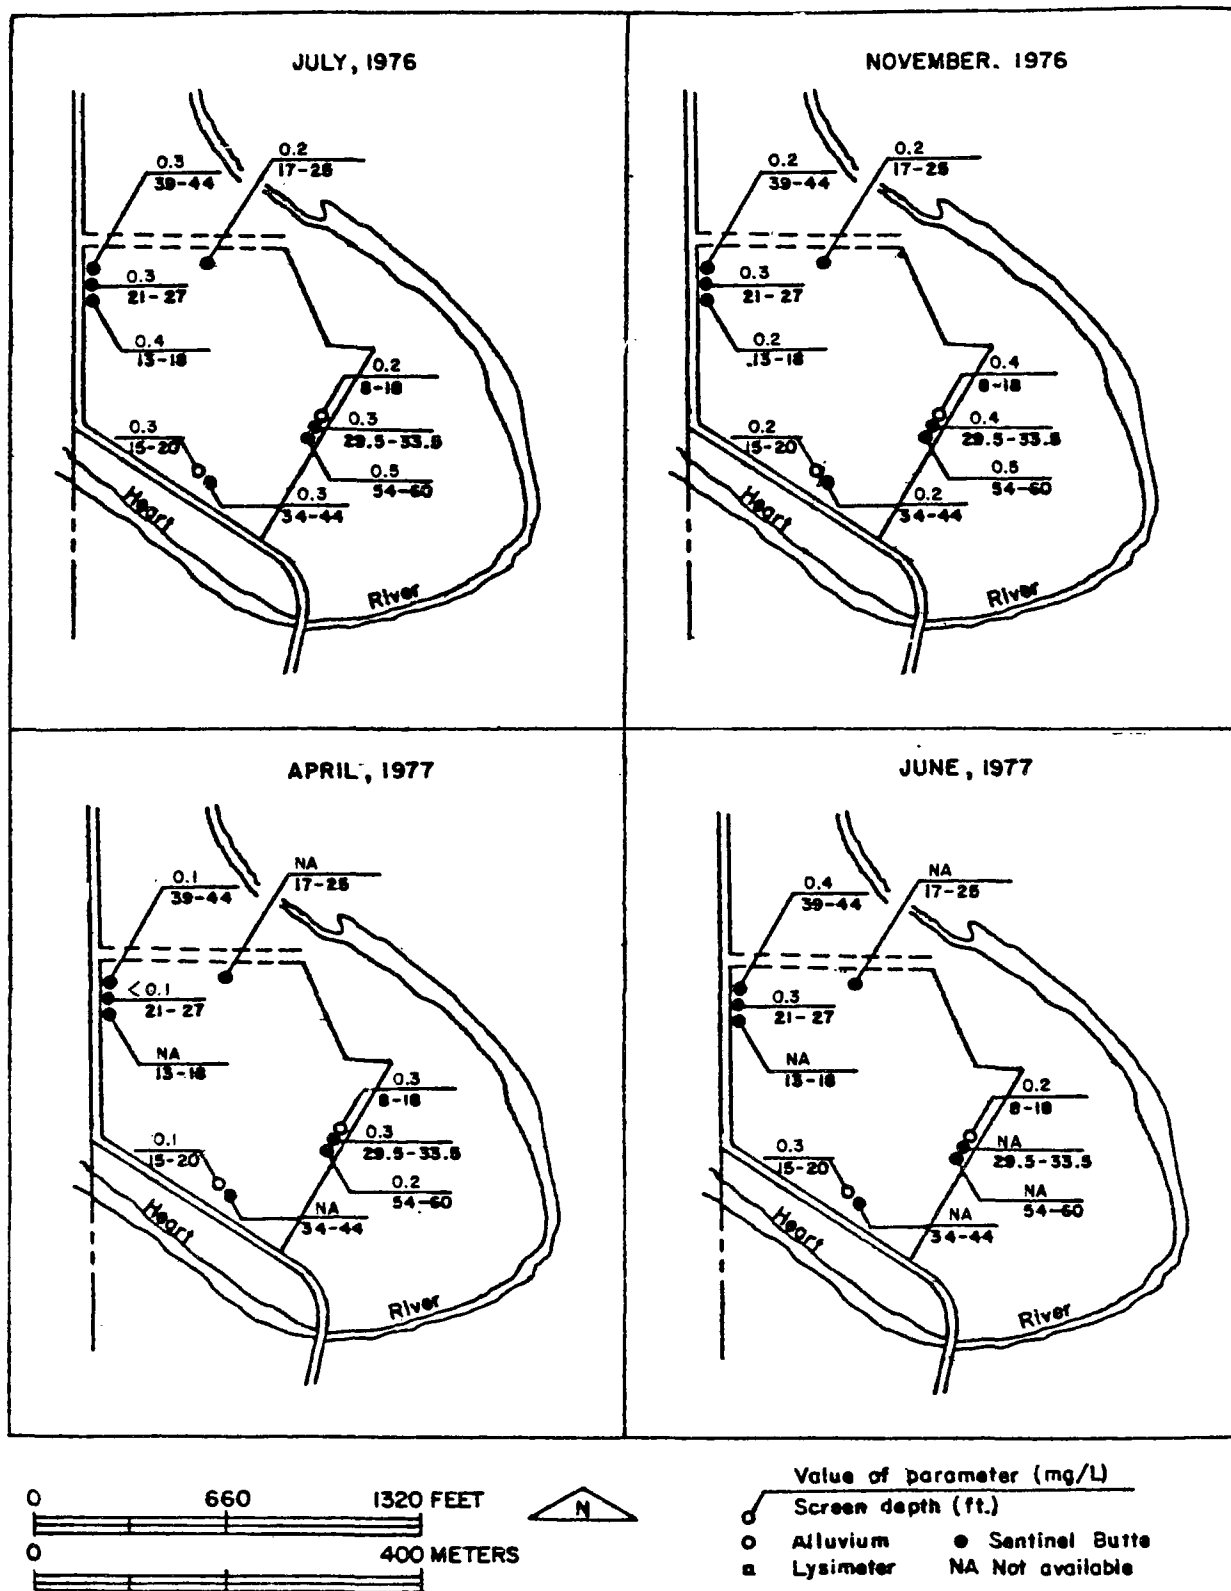 JULY, 1976
0.3
39-44
0.2
17-25
0.3
21-27
0.4
13-18
0.2
8-18
0.3
29.5-33.5
0.5
54-60
0.3
15-20
0.3
34-44
Heart
River
NOVEMBER. 1976
0.2
39-44
0.2
17-25
0.3
21-27
0.2
13-18
0.4
8-18
0.4
29.5-33.5
0.5
54-60
0.2
15-20
0.2
34-44
Heart
River
APRIL, 1977
0.1
39-44
NA
17-25
<0.1
21-27
NA
13-18
0.3
8-18
0.3
29.5-33.5
0.2
54-60
0.1
15-20
NA
34-44
Heart
River
JUNE, 1977
0.4
39-44
NA
17-25
0.3
21-27
NA
13-18
0.2
8-18
NA
29.5-33.5
NA
54-60
0.3
15-20
NA
34-44
Heart
River
0 660 1320 FEET
0 400 METERS
N
Value of parameter (mg/L)
Screen depth (ft.)
Alluvium Sentinel Butte
Lysimeter NA Not available